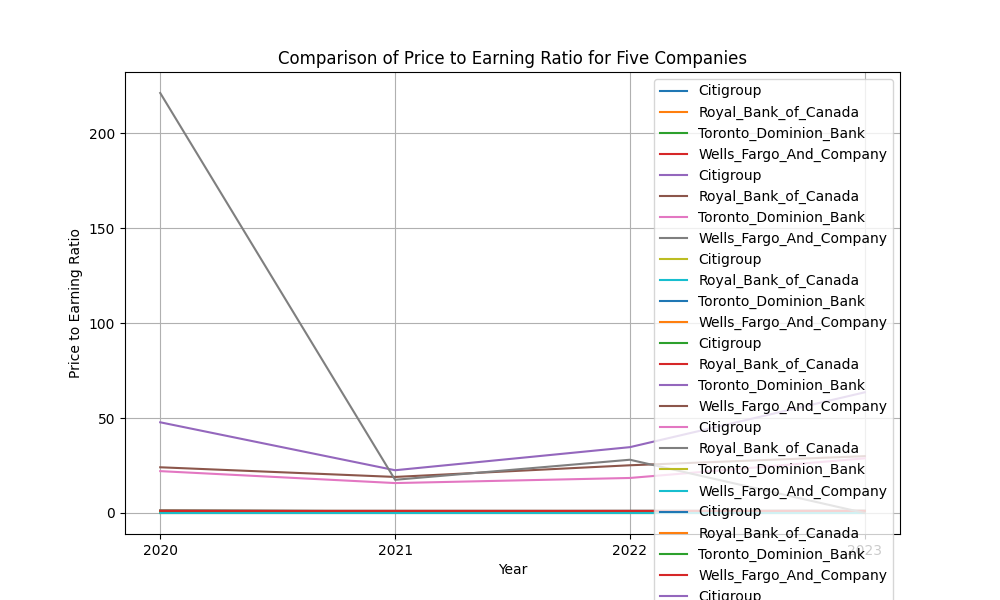 Comparison of Price to Earning Ratio for Five Companies
Price to Earning Ratio
200
150
100
50
0
2020
2021
2022
2023
Year
Citigroup
Royal_Bank_of_Canada
Toronto_Dominion_Bank
Wells_Fargo_And_Company
Citigroup
Royal_Bank_of_Canada
Toronto_Dominion_Bank
Wells_Fargo_And_Company
Citigroup
Royal_Bank_of_Canada
Toronto_Dominion_Bank
Wells_Fargo_And_Company
Citigroup
Royal_Bank_of_Canada
Toronto_Dominion_Bank
Wells_Fargo_And_Company
Citigroup
Royal_Bank_of_Canada
Toronto_Dominion_Bank
Wells_Fargo_And_Company
Citigroup
Royal_Bank_of_Canada
Toronto_Dominion_Bank
Wells_Fargo_And_Company
Citigroup